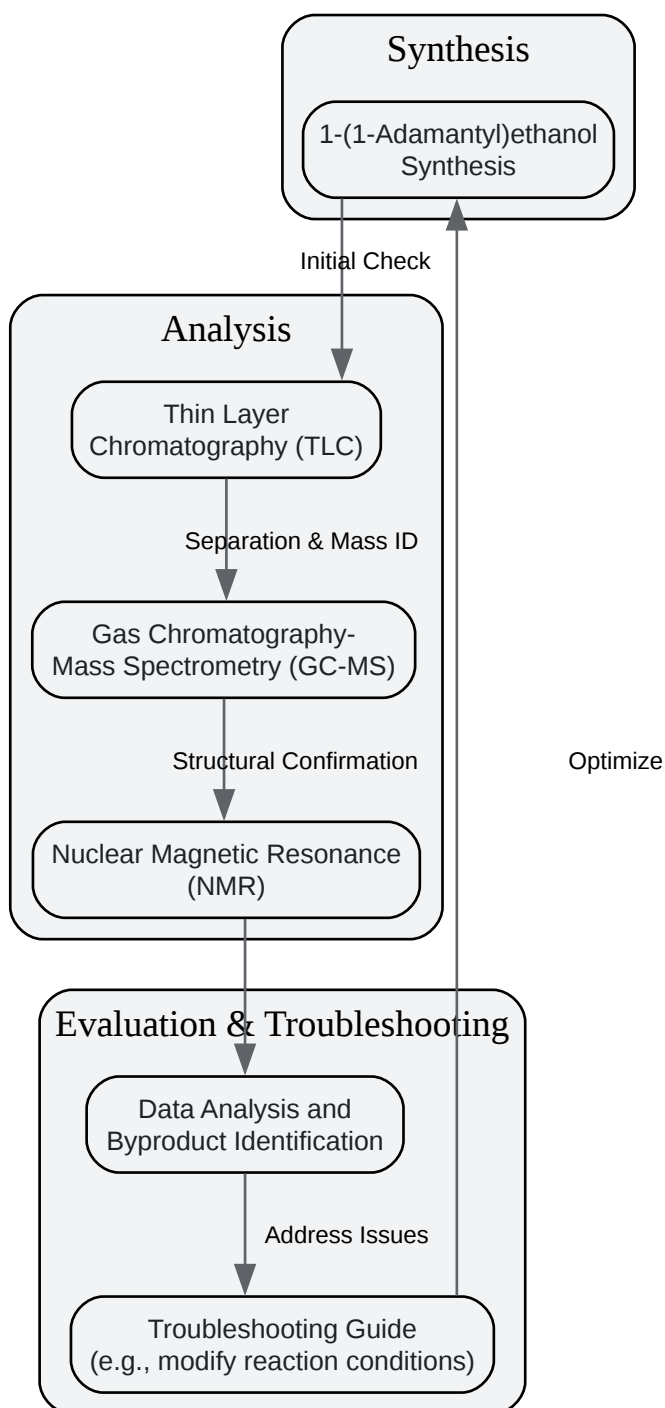 Synthesis
1-(1-Adamantyl)ethanol
Synthesis
Initial Check
Analysis
Thin Layer
Chromatography (TLC)
Separation & Mass ID
Gas Chromatography-
Mass Spectrometry (GC-MS)
Structural Confirmation
Optimize
Nuclear Magnetic Resonance
(NMR)
Evaluation & Troubleshooting
Data Analysis and
Byproduct Identification
Address Issues
Troubleshooting Guide
(e.g., modify reaction conditions)